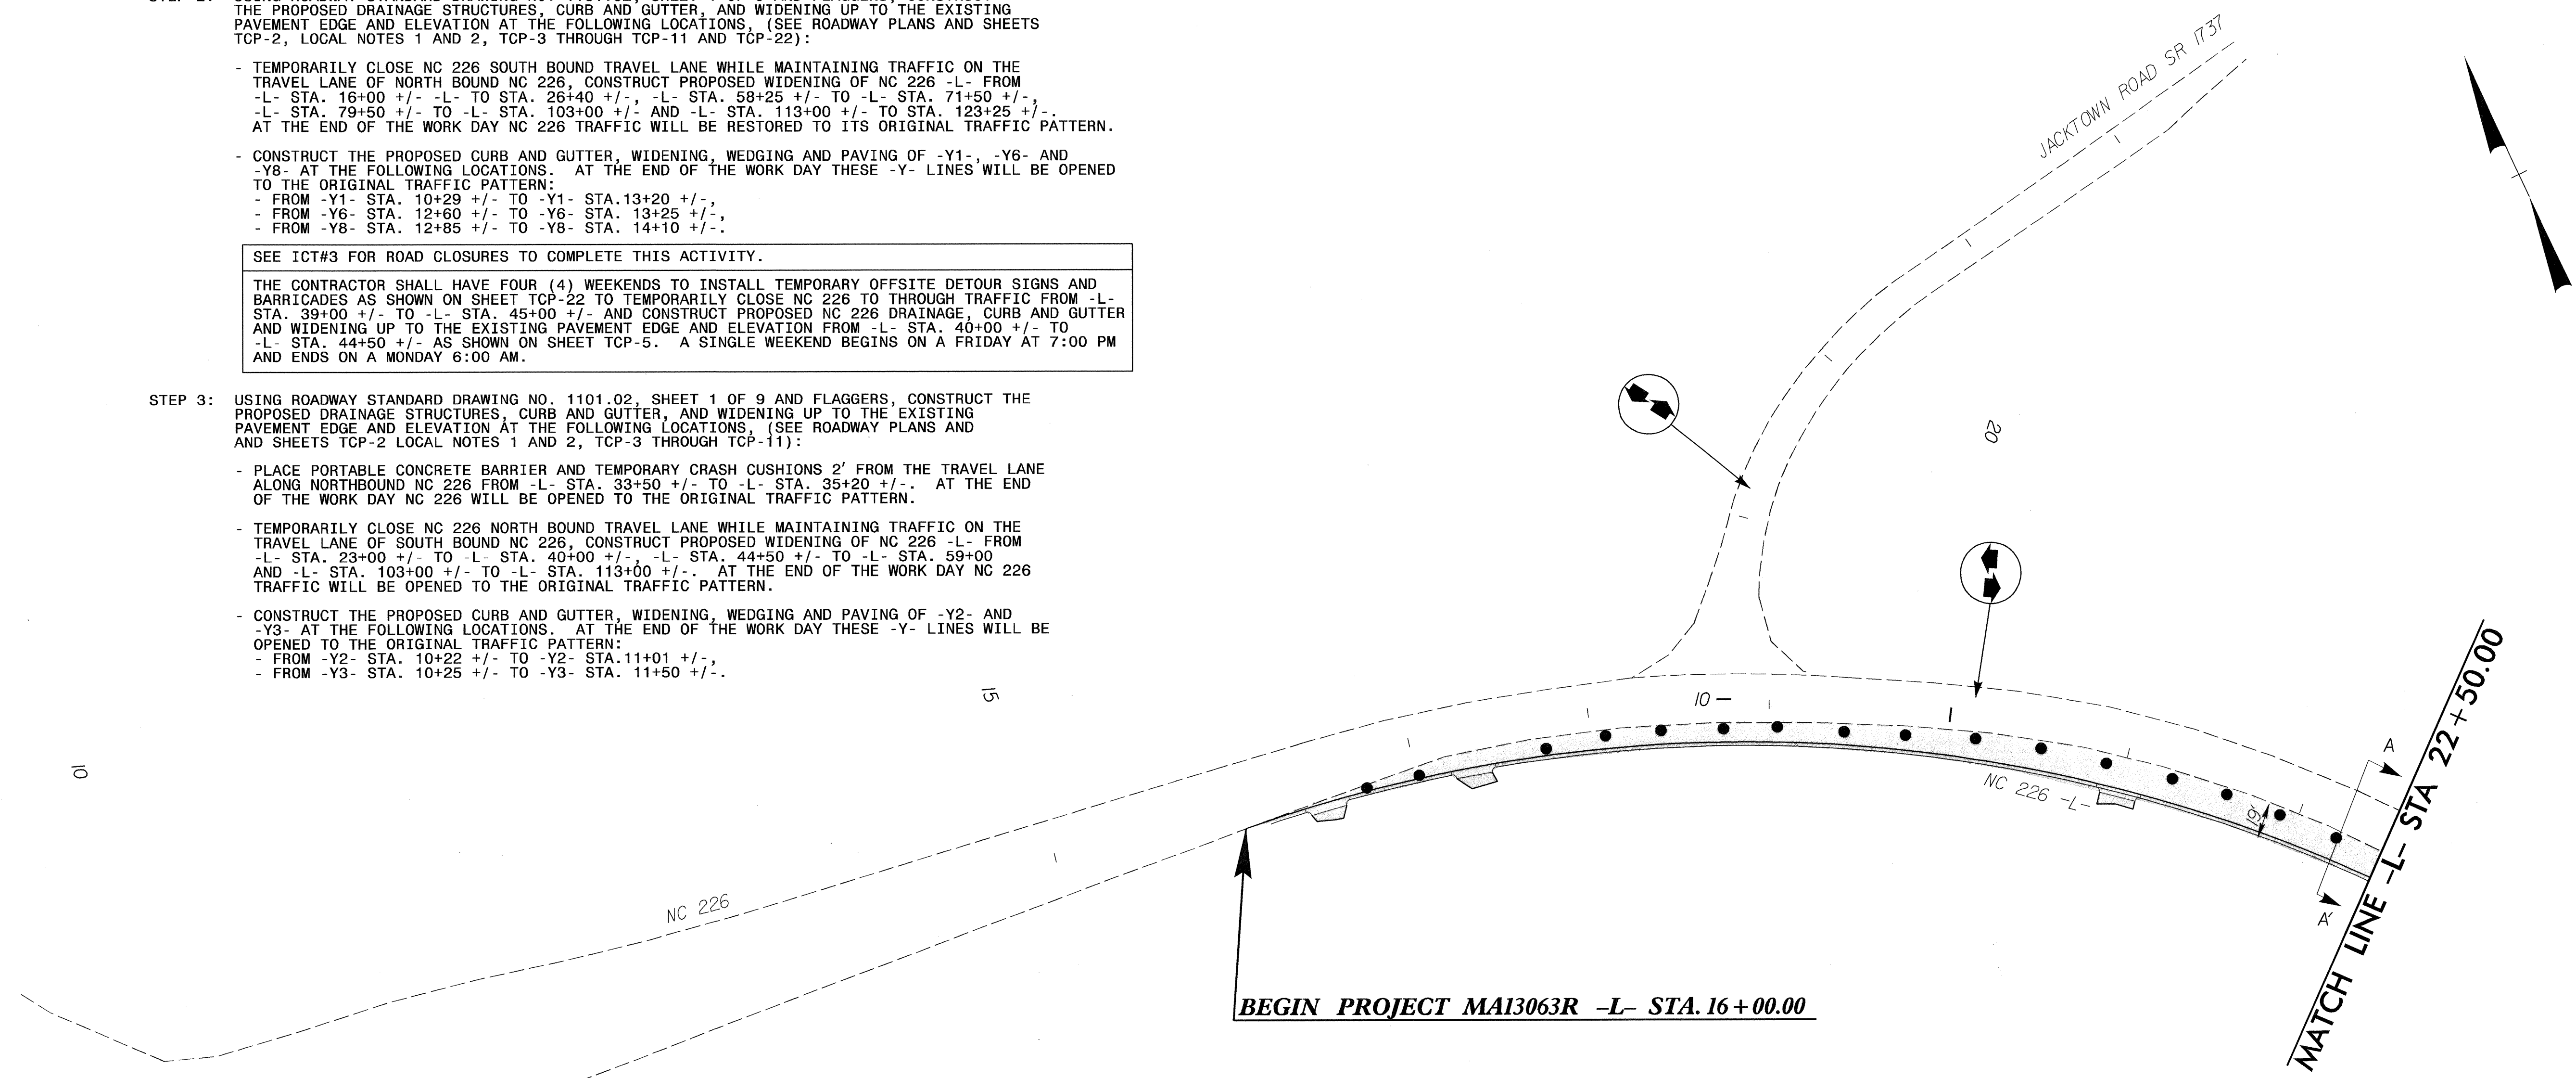 THE PROPOSED DRAINAGE STRUCTURES, CURB AND GUTTER, AND WIDENING UP TO THE EXISTING
PAVEMENT EDGE AND ELEVATION AT THE FOLLOWING LOCATIONS, (SEE ROADWAY PLANS AND SHEETS
TCP-2, LOCAL NOTES 1 AND 2, TCP-3 THROUGH TCP-11 AND TCP-22):
- TEMPORARILY CLOSE NC 226 SOUTH BOUND TRAVEL LANE WHILE MAINTAINING TRAFFIC ON THE
TRAVEL LANE OF NORTH BOUND NC 226, CONSTRUCT PROPOSED WIDENING OF NC 226 -L- FROM
-L- STA. 16+00 +/- -L- TO STA. 26+40 +/-, -L- STA. 58+25 +/- TO -L- STA. 71+50 +/-,
-L- STA. 79+50 +/- TO -L- STA. 103+00 +/- AND -L- STA. 113+00 +/- TO STA. 123+25 +/-.
AT THE END OF THE WORK DAY NC 226 TRAFFIC WILL BE RESTORED TO ITS ORIGINAL TRAFFIC PATTERN.
- CONSTRUCT THE PROPOSED CURB AND GUTTER, WIDENING, WEDGING AND PAVING OF -Y1-, -Y6- AND
-Y8- AT THE FOLLOWING LOCATIONS. AT THE END OF THE WORK DAY THESE -Y- LINES WILL BE OPENED
TO THE ORIGINAL TRAFFIC PATTERN:
- FROM -Y1- STA. 10+29 +/- TO -Y1- STA.13+20 +/-,
- FROM -Y6- STA. 12+60 +/- TO -Y6- STA. 13+25 +/-,
- FROM -Y8- STA. 12+85 +/- TO -Y8- STA. 14+10 +/-.
SEE ICT#3 FOR ROAD CLOSURES TO COMPLETE THIS ACTIVITY.
THE CONTRACTOR SHALL HAVE FOUR (4) WEEKENDS TO INSTALL TEMPORARY OFFSITE DETOUR SIGNS AND
BARRICADES AS SHOWN ON SHEET TCP-22 TO TEMPORARILY CLOSE NC 226 TO THROUGH TRAFFIC FROM -L-
STA. 39+00 +/- TO -L- STA. 45+00 +/- AND CONSTRUCT PROPOSED NC 226 DRAINAGE, CURB AND GUTTER
AND WIDENING UP TO THE EXISTING PAVEMENT EDGE AND ELEVATION FROM -L- STA. 40+00 +/- TO
-L- STA. 44+50 +/- AS SHOWN ON SHEET TCP-5. A SINGLE WEEKEND BEGINS ON A FRIDAY AT 7:00 PM
AND ENDS ON A MONDAY 6:00 AM.
STEP 3: USING ROADWAY STANDARD DRAWING NO. 1101.02, SHEET 1 OF 9 AND FLAGGERS, CONSTRUCT THE
PROPOSED DRAINAGE STRUCTURES, CURB AND GUTTER, AND WIDENING UP TO THE EXISTING
PAVEMENT EDGE AND ELEVATION AT THE FOLLOWING LOCATIONS, (SEE ROADWAY PLANS AND
AND SHEETS TCP-2 LOCAL NOTES 1 AND 2, TCP-3 THROUGH TCP-11):
- PLACE PORTABLE CONCRETE BARRIER AND TEMPORARY CRASH CUSHIONS 2' FROM THE TRAVEL LANE
ALONG NORTHBOUND NC 226 FROM -L- STA. 33+50 +/- TO -L- STA. 35+20 +/-. AT THE END
OF THE WORK DAY NC 226 WILL BE OPENED TO THE ORIGINAL TRAFFIC PATTERN.
- TEMPORARILY CLOSE NC 226 NORTH BOUND TRAVEL LANE WHILE MAINTAINING TRAFFIC ON THE
TRAVEL LANE OF SOUTH BOUND NC 226, CONSTRUCT PROPOSED WIDENING OF NC 226 -L- FROM
-L- STA. 23+00 +/- TO -L- STA. 40+00 +/-, -L- STA. 44+50 +/- TO -L- STA. 59+00
AND -L- STA. 103+00 +/- TO -L- STA. 113+00 +/-. AT THE END OF THE WORK DAY NC 226
TRAFFIC WILL BE OPENED TO THE ORIGINAL TRAFFIC PATTERN.
- CONSTRUCT THE PROPOSED CURB AND GUTTER, WIDENING, WEDGING AND PAVING OF -Y2- AND
-Y3- AT THE FOLLOWING LOCATIONS. AT THE END OF THE WORK DAY THESE -Y- LINES WILL BE
OPENED TO THE ORIGINAL TRAFFIC PATTERN:
- FROM -Y2- STA. 10+22 +/- TO -Y2- STA.11+01 +/-,
- FROM -Y3- STA. 10+25 +/- TO -Y3- STA. 11+50 +/-.
JACKTOWN ROAD SR 1737
20
15
10
10
NC 226 -L-
16'
A
A'
NC 226
BEGIN PROJECT MA13063R -L- STA. 16+00.00
MATCH LINE -L- STA 22+50.00